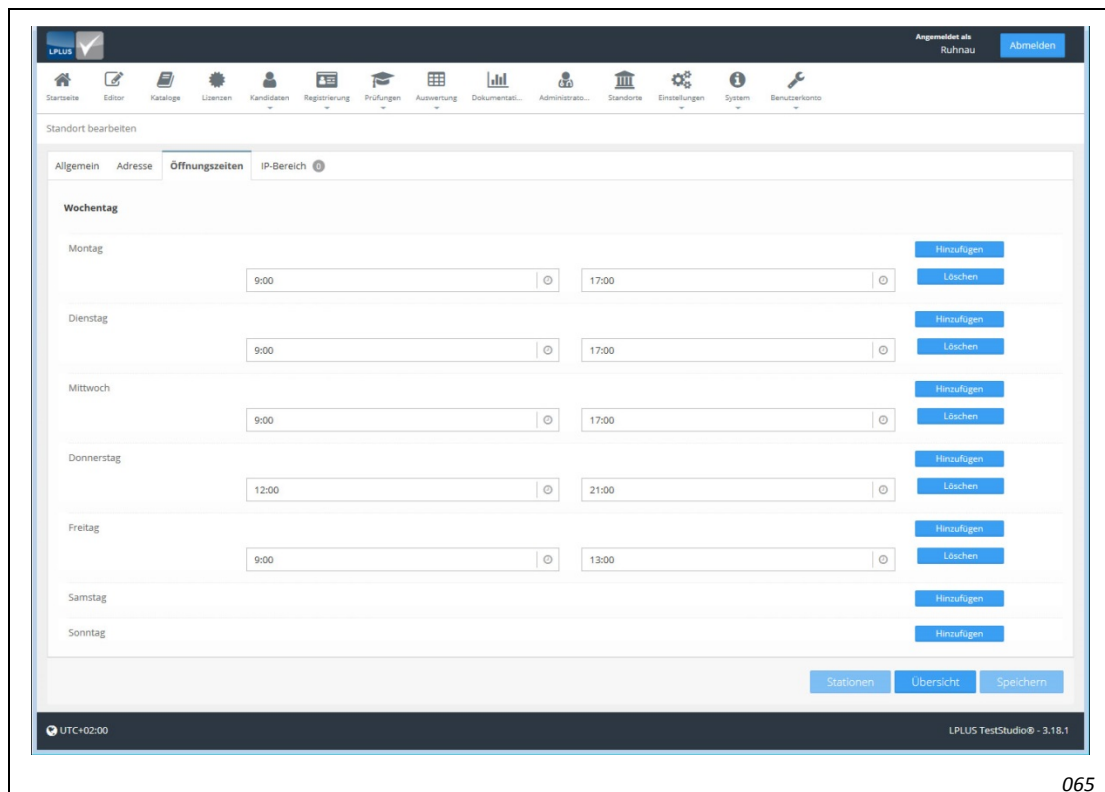 LPLUS
Angemeldet als
Ruhnau
Abmelden
Startseite Editor Kataloge Lizenzen Kandidaten Registrierung Prüfungen Auswertung Dokumentati... Administrato... Standorte Einstellungen System Benutzerkonto
Standort bearbeiten
Allgemein Adresse Öffnungszeiten IP-Bereich 0
Wochentag
Montag Hinzufügen
9:00 17:00 Löschen
Dienstag Hinzufügen
9:00 17:00 Löschen
Mittwoch Hinzufügen
9:00 17:00 Löschen
Donnerstag Hinzufügen
12:00 21:00 Löschen
Freitag Hinzufügen
9:00 13:00 Löschen
Samstag Hinzufügen
Sonntag Hinzufügen
Stationen Übersicht Speichern
UTC+02:00 LPLUS TestStudio® - 3.18.1
065